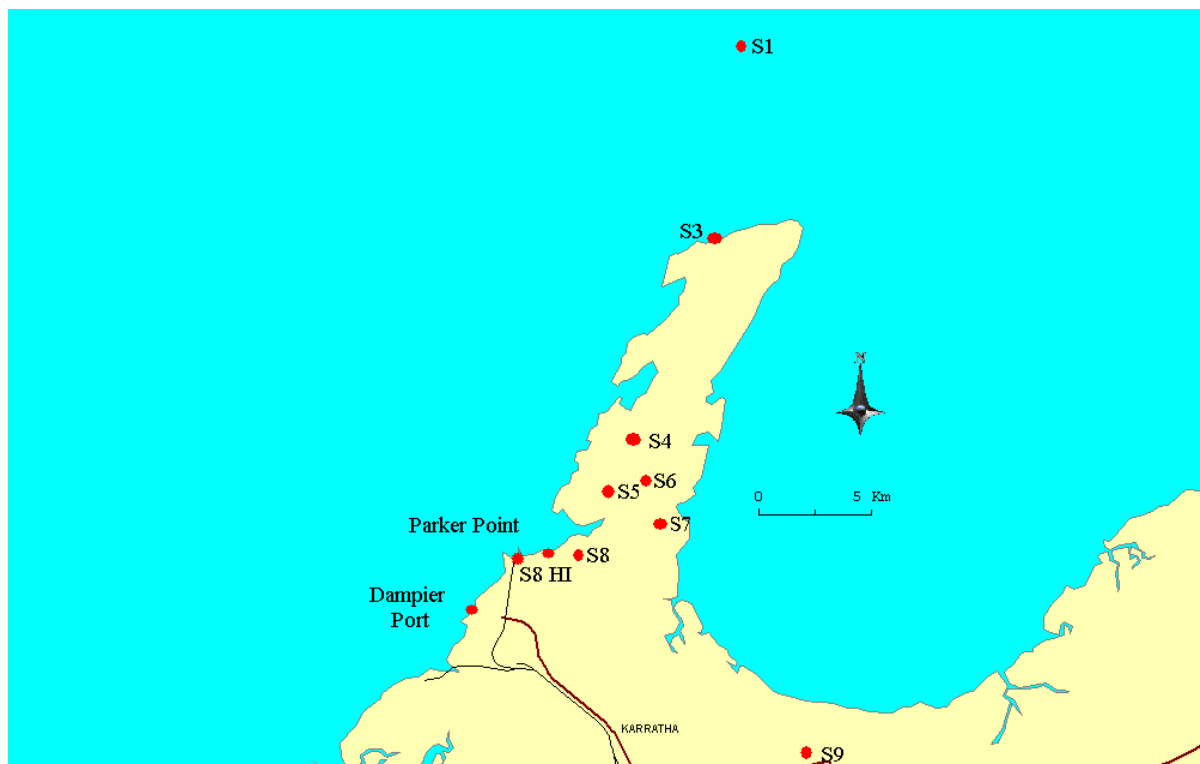 S1
S3
N
S4
S6
S5
0 5 Km
S7
Parker Point
S8
S8 HI
Dampier
Port
KARRATHA
S9